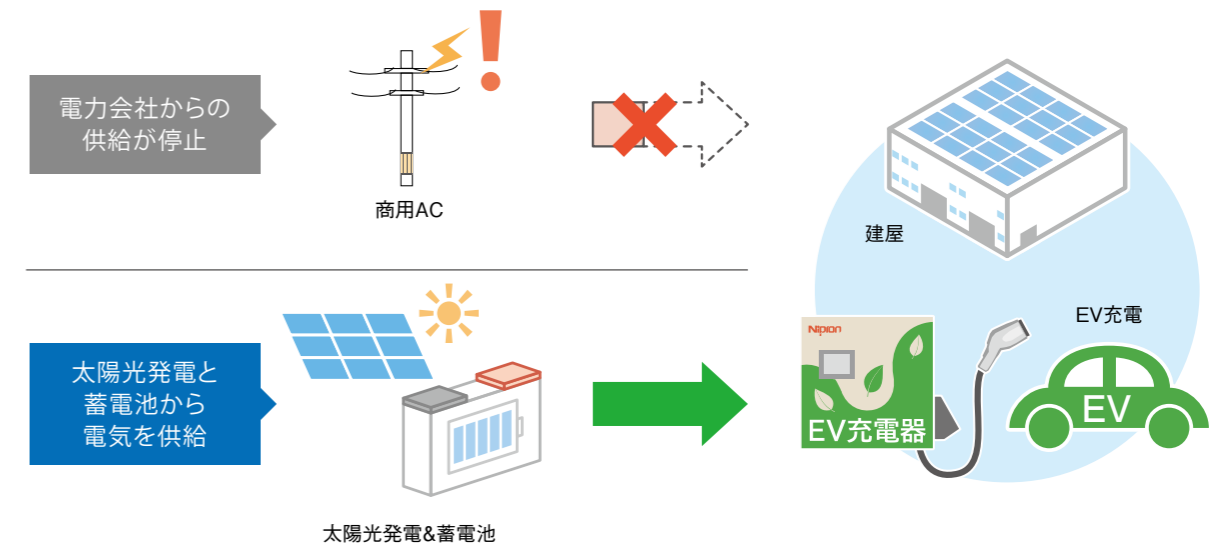 電力会社からの
供給が停止
商用AC
建屋
太陽光発電と
蓄電池から
電気を供給
太陽光発電&蓄電池
Nipron
EV充電器
EV充電
EV